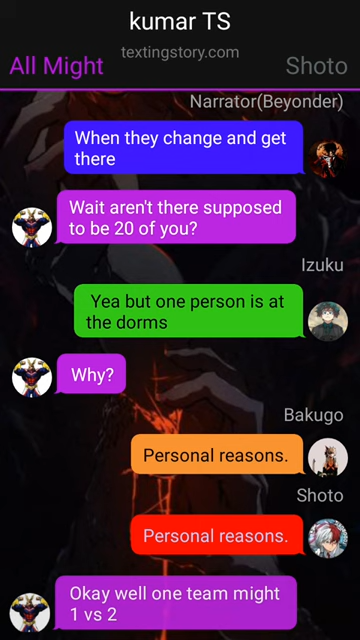 kumar TS
textingstory.com
All Might
Shoto
Narrator(Beyonder)
When they change and get
there
Wait aren't there supposed
to be 20 of you?
Izuku
Yea but one person is at
the dorms
Why?
Bakugo
Personal reasons.
Shoto
Personal reasons.
Okay well one team might
1 vs 2